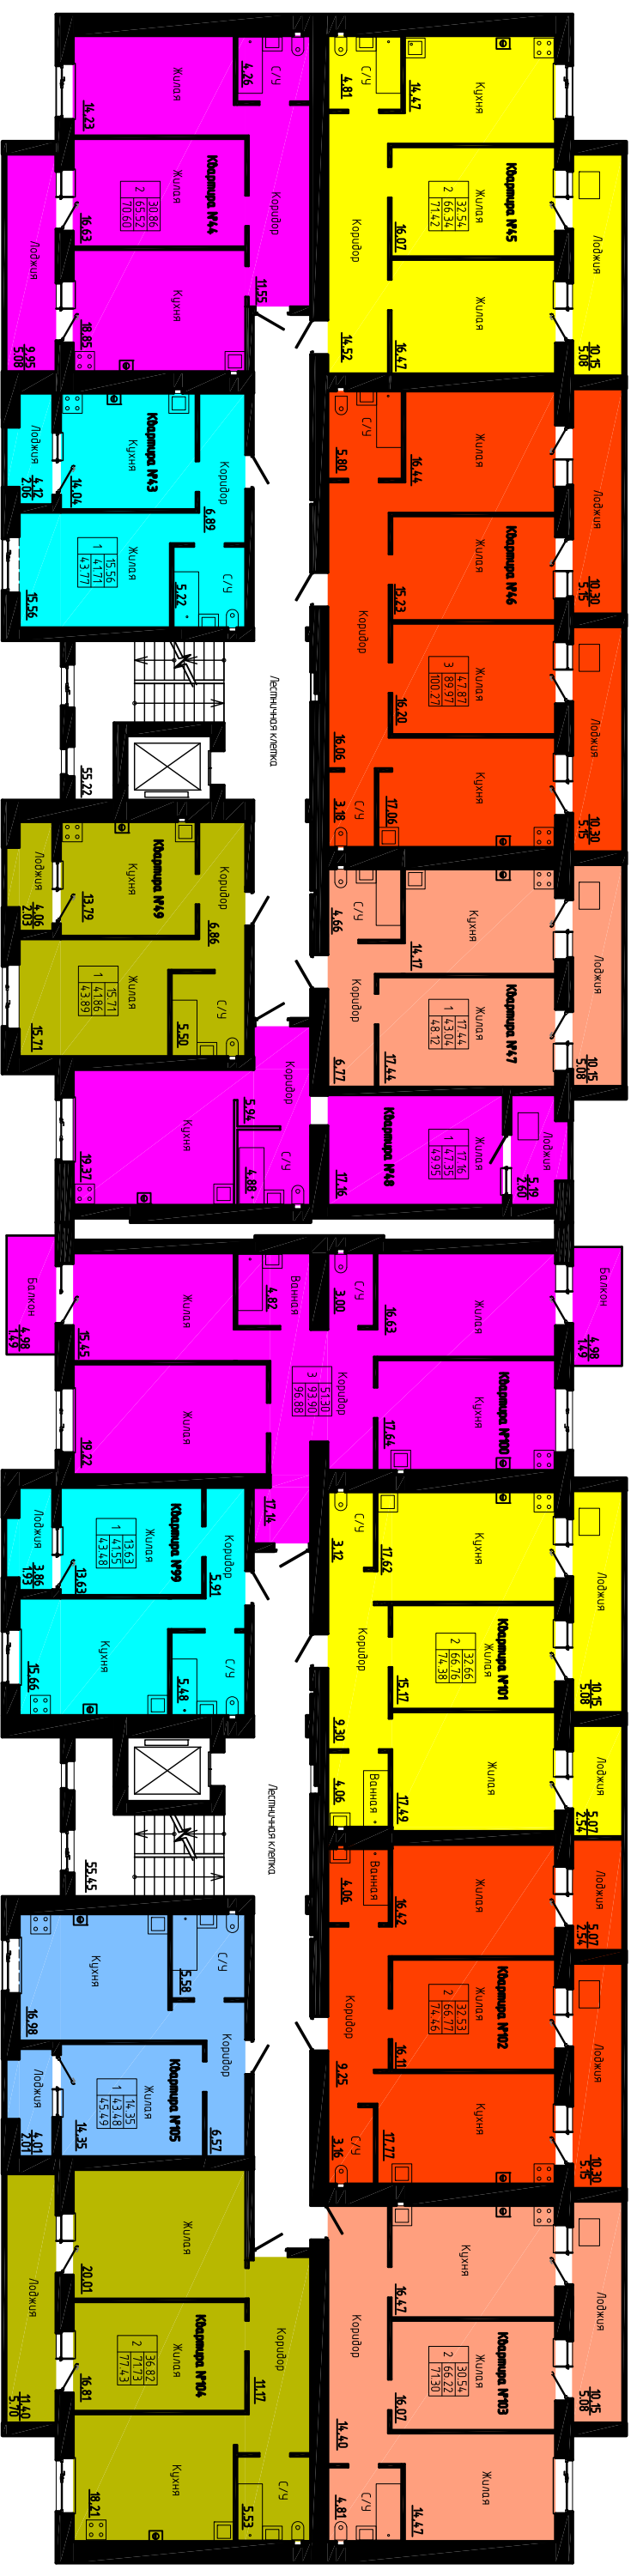 Жилая
14.23
С/У
4.26
Квартира №44
Жилая
2
30.86
65.52
70.60
16.63
Коридор
11.55
Кухня
18.85
Лоджия
2.95
5.08
С/У
4.81
Кухня
14.47
Квартира №45
Жилая
2
32.54
66.34
71.42
16.07
Коридор
14.52
Жилая
16.47
Лоджия
10.15
5.08
Квартира №43
Кухня
14.04
Коридор
6.89
Лоджия
4.12
2.06
Жилая
1
15.56
41.71
43.77
15.56
С/У
5.22
С/У
5.80
Жилая
16.44
Лоджия
10.30
5.15
Квартира №46
Жилая
15.23
Коридор
16.06
Жилая
3
47.87
89.97
100.27
16.20
Кухня
17.06
С/У
3.18
Лоджия
10.30
5.15
Лестничная клетка
55.22
Квартира №49
Кухня
13.79
Коридор
6.86
Лоджия
4.06
2.03
Жилая
1
15.71
41.86
43.89
15.71
С/У
5.50
С/У
4.66
Кухня
14.17
Квартира №47
Жилая
1
17.44
43.04
48.12
17.44
Коридор
6.77
Лоджия
10.15
5.08
Коридор
5.94
Кухня
19.37
С/У
4.88
Квартира №48
Жилая
1
17.16
47.35
49.95
17.16
Лоджия
5.19
2.60
Балкон
4.98
1.49
Жилая
15.45
Ванная
4.82
С/У
3.00
Жилая
16.63
Балкон
4.98
1.49
Жилая
19.22
Коридор
3
51.30
93.90
96.88
17.14
Квартира №100
Кухня
17.64
Квартира №99
Жилая
1
13.63
41.55
43.48
13.63
Коридор
5.91
Лоджия
3.86
1.93
Кухня
15.66
С/У
5.48
С/У
3.12
Кухня
17.62
Лоджия
10.15
5.08
Квартира №101
Жилая
2
32.66
66.76
74.38
15.17
Коридор
9.30
Жилая
17.49
Ванная
4.06
Лоджия
5.07
2.54
Лестничная клетка
55.45
Ванная
4.06
Жилая
16.42
Лоджия
5.07
2.54
Квартира №102
Жилая
2
32.53
66.77
74.46
16.11
Коридор
9.25
Кухня
17.77
С/У
3.16
Лоджия
10.30
5.15
Кухня
16.98
С/У
5.58
Квартира №105
Жилая
1
14.35
43.48
45.49
14.35
Коридор
6.57
Лоджия
4.01
2.01
Жилая
20.01
Квартира №104
Жилая
2
36.82
71.73
77.43
16.81
Коридор
11.17
Кухня
18.21
С/У
5.53
Лоджия
11.40
5.70
Кухня
16.47
Квартира №103
Жилая
2
30.54
66.22
71.30
16.07
Коридор
14.40
Жилая
14.47
С/У
4.81
Лоджия
10.15
5.08